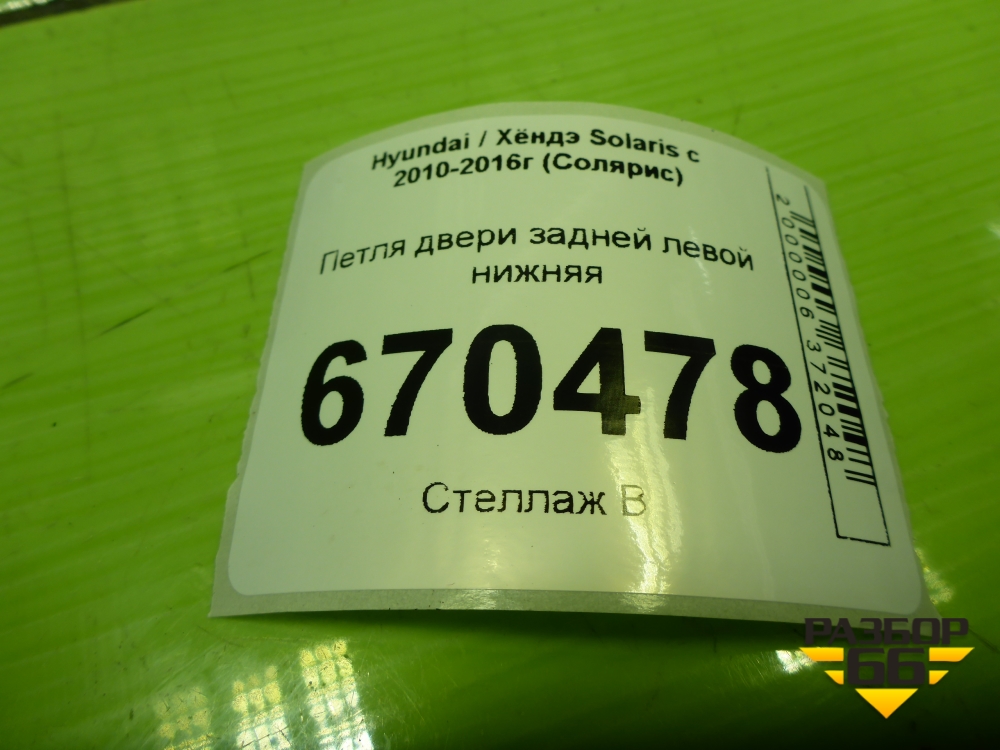 Hyundai / Хёндэ Solaris с
2010-2016г (Солярис)
Петля двери задней левой
нижняя
670478
Стеллаж В
2000006372048
РАЗБОР
66